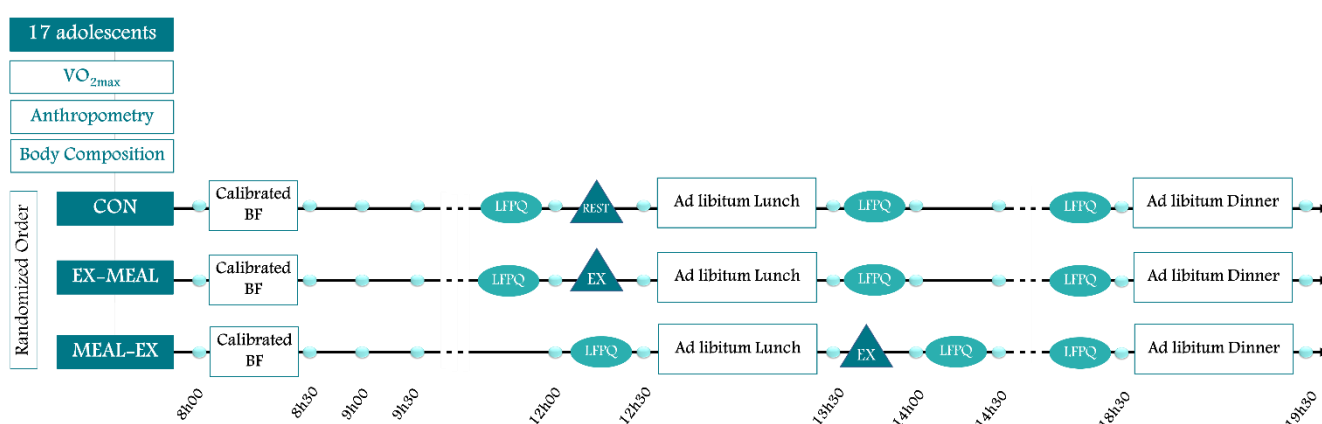 17 adolescents
VO2max
Anthropometry
Body Composition
Randomized Order
CON
Calibrated
BF
LFPQ
REST
Ad libitum Lunch
LFPQ
LFPQ
Ad libitum Dinner
EX-MEAL
Calibrated
BF
LFPQ
EX
Ad libitum Lunch
LFPQ
LFPQ
Ad libitum Dinner
MEAL-EX
Calibrated
BF
LFPQ
Ad libitum Lunch
EX
LFPQ
LFPQ
Ad libitum Dinner
8h00
8h30
9h00
9h30
12h00
12h30
13h30
14h00
14h30
18h30
19h30